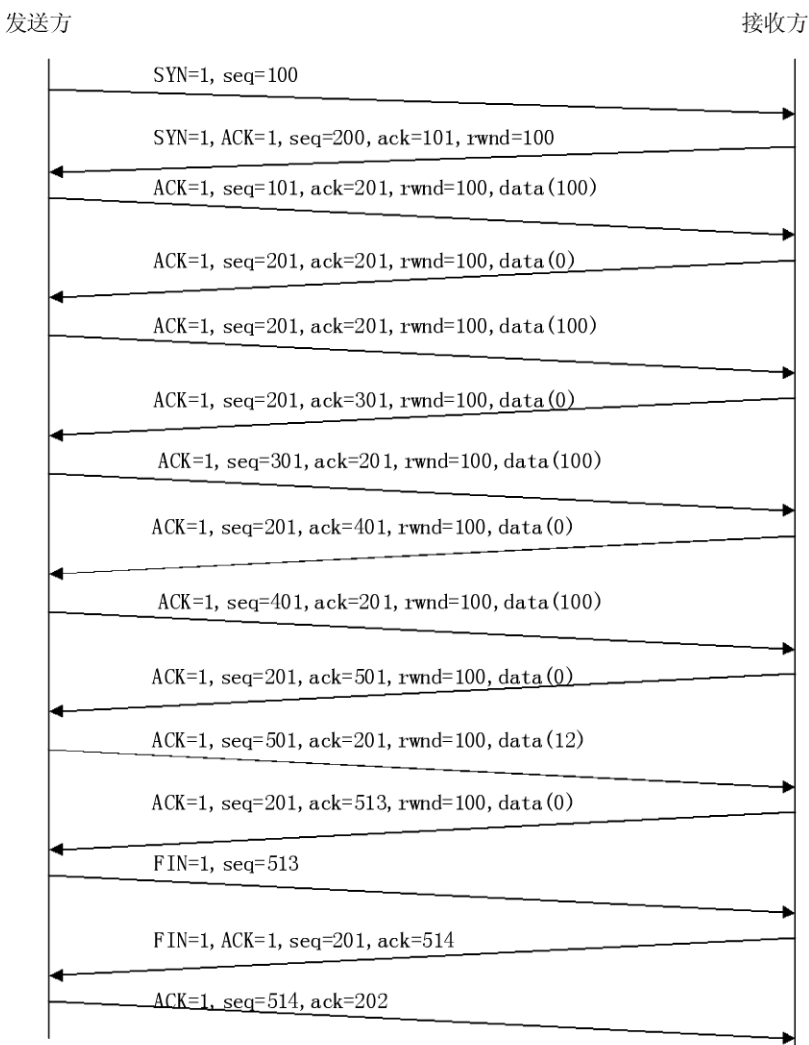 发送方 接收方
SYN=1, seq=100
SYN=1, ACK=1, seq=200, ack=101, rwnd=100
ACK=1, seq=101, ack=201, rwnd=100, data(100)
ACK=1, seq=201, ack=201, rwnd=100, data(0)
ACK=1, seq=201, ack=201, rwnd=100, data(100)
ACK=1, seq=201, ack=301, rwnd=100, data(0)
ACK=1, seq=301, ack=201, rwnd=100, data(100)
ACK=1, seq=201, ack=401, rwnd=100, data(0)
ACK=1, seq=401, ack=201, rwnd=100, data(100)
ACK=1, seq=201, ack=501, rwnd=100, data(0)
ACK=1, seq=501, ack=201, rwnd=100, data(12)
ACK=1, seq=201, ack=513, rwnd=100, data(0)
FIN=1, seq=513
FIN=1, ACK=1, seq=201, ack=514
ACK=1, seq=514, ack=202